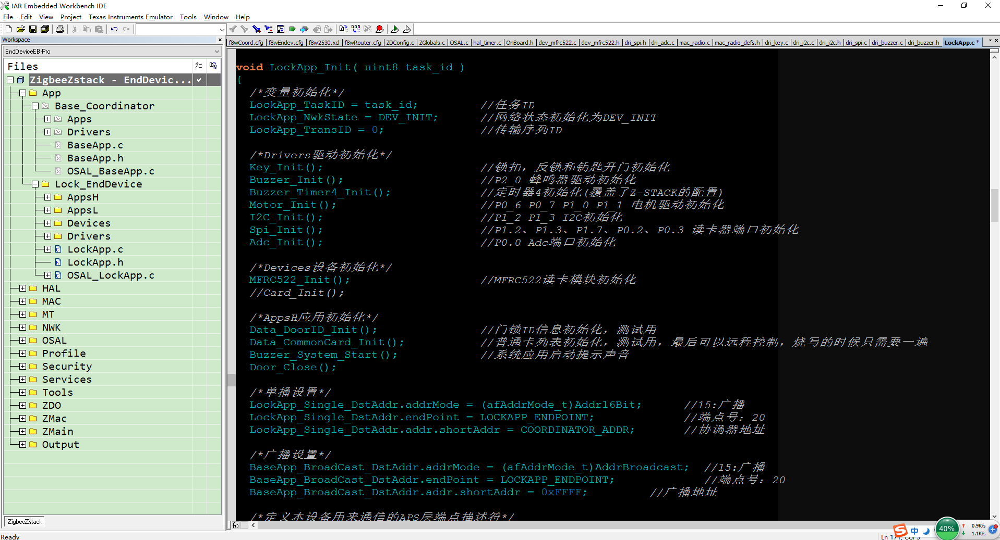 IAR Embedded Workbench IDE
File Edit View Project Texas Instruments Emulator Tools Window Help
Workspace
EndDeviceEB-Pro
Files
ZigbeeZstack - EndDevic...
App
Base_Coordinator
Apps
Drivers
BaseApp.c
BaseApp.h
OSAL_BaseApp.c
Lock_EndDevice
AppsH
AppsL
Devices
Drivers
LockApp.c
LockApp.h
OSAL_LockApp.c
HAL
MAC
MT
NWK
OSAL
Profile
Security
Services
Tools
ZDO
ZMac
ZMain
Output
ZigbeeZstack
f8wCoord.cfg f8wEndev.cfg f8w2530.xcl f8wRouter.cfg ZDConfig.c ZGlobals.c OSAL.c hal_timer.c OnBoard.h dev_mfrc522.c dev_mfrc522.h dri_spi.h dri_adc.c mac_radio.c mac_radio_defs.h dri_key.c dri_i2c.c dri_i2c.h dri_spi.c dri_buzzer.c dri_buzzer.h LockApp.c *
void LockApp_Init( uint8 task_id )
{
/*变量初始化*/
LockApp_TaskID = task_id; //任务ID
LockApp_NwkState = DEV_INIT; //网络状态初始化为DEV_INIT
LockApp_TransID = 0; //传输序列ID
/*Drivers驱动初始化*/
Key_Init(); //锁扣，反锁和钥匙开门初始化
Buzzer_Init(); //P2_0 蜂鸣器驱动初始化
Buzzer_Timer4_Init(); //定时器4初始化(覆盖了Z-STACK的配置)
Motor_Init(); //P0_6 P0_7 P1_0 P1_1 电机驱动初始化
I2C_Init(); //P1_2 P1_3 I2C初始化
Spi_Init(); //P1.2、P1.3、P1.7、P0.2、P0.3 读卡器端口初始化
Adc_Init(); //P0.0 Adc端口初始化
/*Devices设备初始化*/
MFRC522_Init(); //MFRC522读卡模块初始化
//Card_Init();
/*AppsH应用初始化*/
Data_DoorID_Init(); //门锁ID信息初始化，测试用
Data_CommonCard_Init(); //普通卡列表初始化，测试用，最后可以远程控制，烧写的时候只需要一遍
Buzzer_System_Start(); //系统应用启动提示声音
Door_Close();
/*单播设置*/
LockApp_Single_DstAddr.addrMode = (afAddrMode_t)Addr16Bit; //15:广播
LockApp_Single_DstAddr.endPoint = LOCKAPP_ENDPOINT; //端点号：20
LockApp_Single_DstAddr.addr.shortAddr = COORDINATOR_ADDR; //协调器地址
/*广播设置*/
BaseApp_BroadCast_DstAddr.addrMode = (afAddrMode_t)AddrBroadcast; //15:广播
BaseApp_BroadCast_DstAddr.endPoint = LOCKAPP_ENDPOINT; //端点号：20
BaseApp_BroadCast_DstAddr.addr.shortAddr = 0xFFFF; //广播地址
/*定义本设备用来通信的APS层端点描述符*/
f()
Ready
中
40%
0.9K/s
1.1K/s